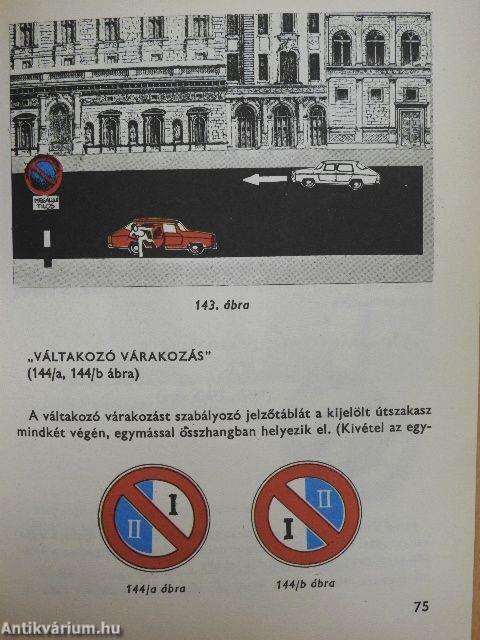 MEGÁLLNI
TILOS
143. ábra
„VÁLTAKOZÓ VÁRAKOZÁS”
(144/a, 144/b ábra)
A váltakozó várakozást szabályozó jelzőtáblát a kijelölt útszakasz
mindkét végén, egymással összhangban helyezik el. (Kivétel az egy-
II I
I II
144/a ábra
144/b ábra
75
Antikvárium.hu